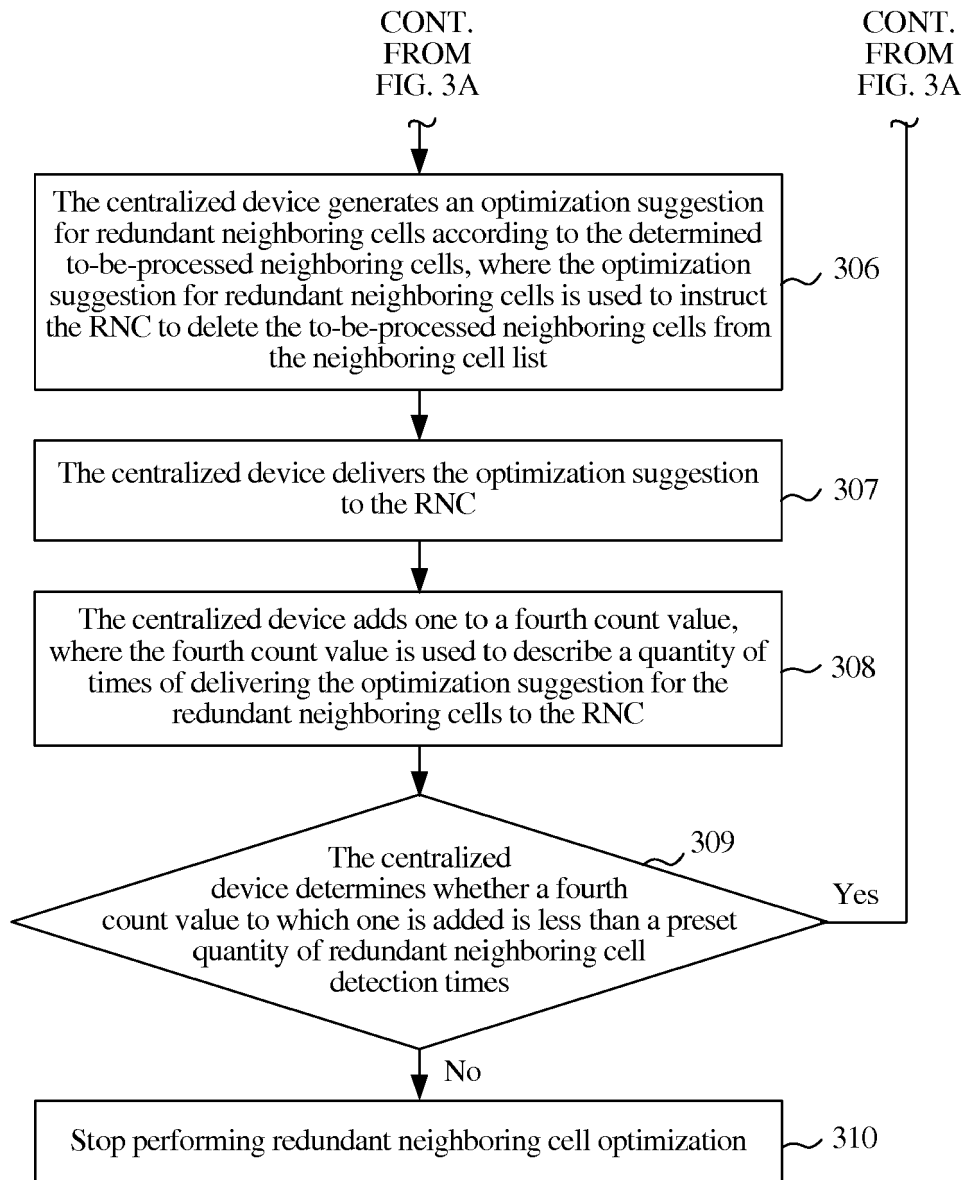 CONT.
FROM
FIG. 3A
CONT.
FROM
FIG. 3A
The centralized device generates an optimization suggestion
for redundant neighboring cells according to the determined
to-be-processed neighboring cells, where the optimization
suggestion for redundant neighboring cells is used to instruct
the RNC to delete the to-be-processed neighboring cells from
the neighboring cell list
306
The centralized device delivers the optimization suggestion
to the RNC
307
The centralized device adds one to a fourth count value,
where the fourth count value is used to describe a quantity of
times of delivering the optimization suggestion for the
redundant neighboring cells to the RNC
308
309
The centralized
device determines whether a fourth
count value to which one is added is less than a preset
quantity of redundant neighboring cell
detection times
Yes
No
Stop performing redundant neighboring cell optimization
310